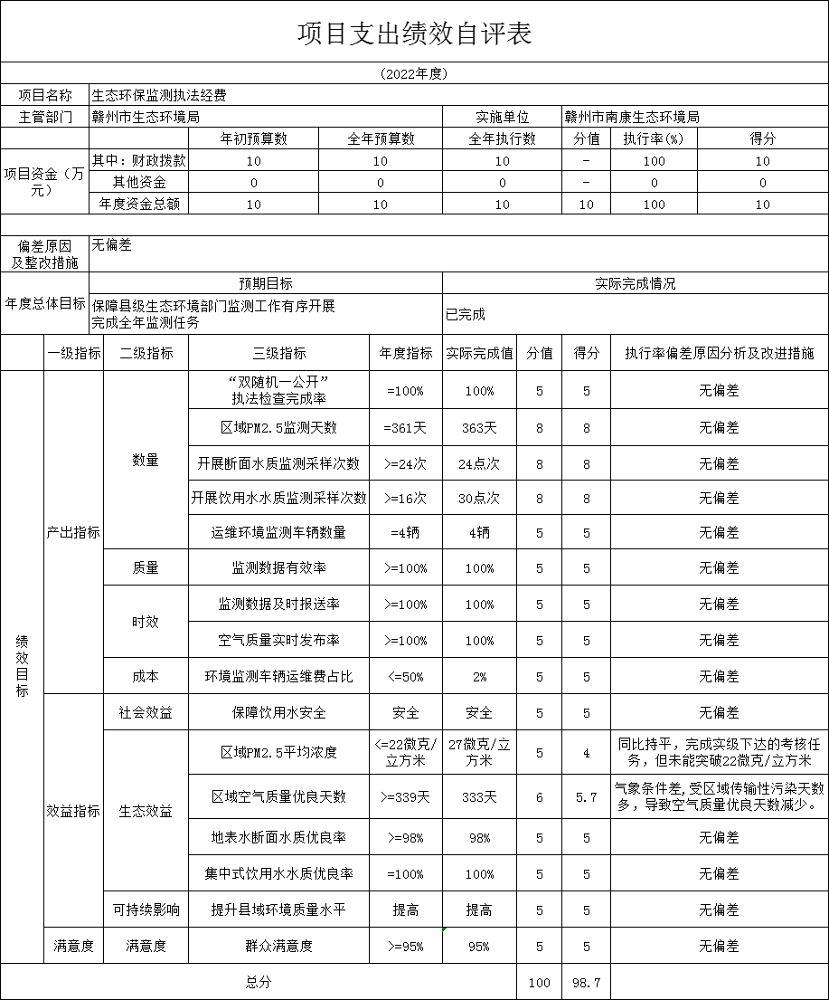 项目支出绩效自评表
(2022年度)
项目名称 生态环保监测执法经费
主管部门 赣州市生态环境局 实施单位 赣州市南康生态环境局
项目资金（万元） 年初预算数 全年预算数 全年执行数 分值 执行率(%) 得分
其中：财政拨款 10 10 10 - 100 10
其他资金 0 0 0 - 0 0
年度资金总额 10 10 10 10 100 10
偏差原因
及整改措施 无偏差
年度总体目标 预期目标 实际完成情况
保障县级生态环境部门监测工作有序开展
完成全年监测任务 已完成
绩效目标 一级指标 二级指标 三级指标 年度指标 实际完成值 分值 得分 执行率偏差原因分析及改进措施
产出指标 数量 “双随机一公开”
执法检查完成率 =100% 100% 5 5 无偏差
区域PM2.5监测天数 =361天 363天 8 8 无偏差
开展断面水质监测采样次数 >=24次 24点次 8 8 无偏差
开展饮用水水质监测采样次数 >=16次 30点次 8 8 无偏差
运维环境监测车辆数量 =4辆 4辆 5 5 无偏差
质量 监测数据有效率 >=100% 100% 5 5 无偏差
时效 监测数据及时报送率 >=100% 100% 5 5 无偏差
空气质量实时发布率 >=100% 100% 5 5 无偏差
成本 环境监测车辆运维费占比 <=50% 2% 5 5 无偏差
效益指标 社会效益 保障饮用水安全 安全 安全 5 5 无偏差
生态效益 区域PM2.5平均浓度 <=22微克/立方米 27微克/立方米 5 4 同比持平，完成实级下达的考核任务，但未能突破22微克/立方米
区域空气质量优良天数 >=339天 333天 6 5.7 气象条件差,受区域传输性污染天数多，导致空气质量优良天数减少。
地表水断面水质优良率 >=98% 98% 5 5 无偏差
集中式饮用水水质优良率 =100% 100% 5 5 无偏差
可持续影响 提升县域环境质量水平 提高 提高 5 5 无偏差
满意度 满意度 群众满意度 >=95% 95% 5 5 无偏差
总分 100 98.7